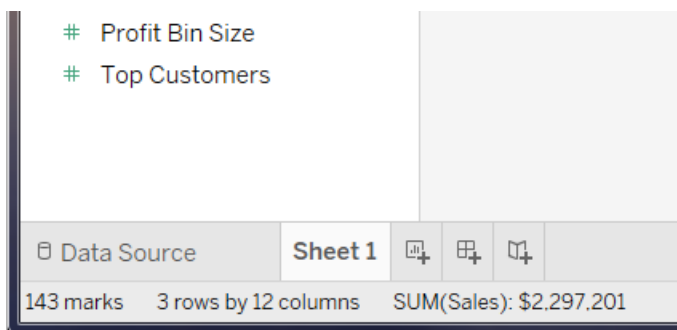 Profit Bin Size
Top Customers
Data Source Sheet 1
143 marks 3 rows by 12 columns SUM(Sales): $2,297,201